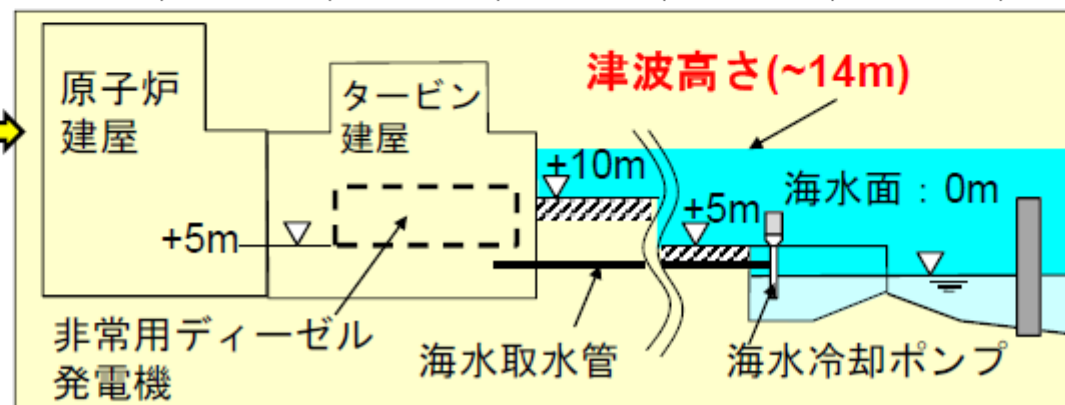 原子炉
建屋
タービン
建屋
津波高さ(~14m)
+10m
海水面：0m
+5m
+5m
非常用ディーゼル
発電機
海水取水管
海水冷却ポンプ